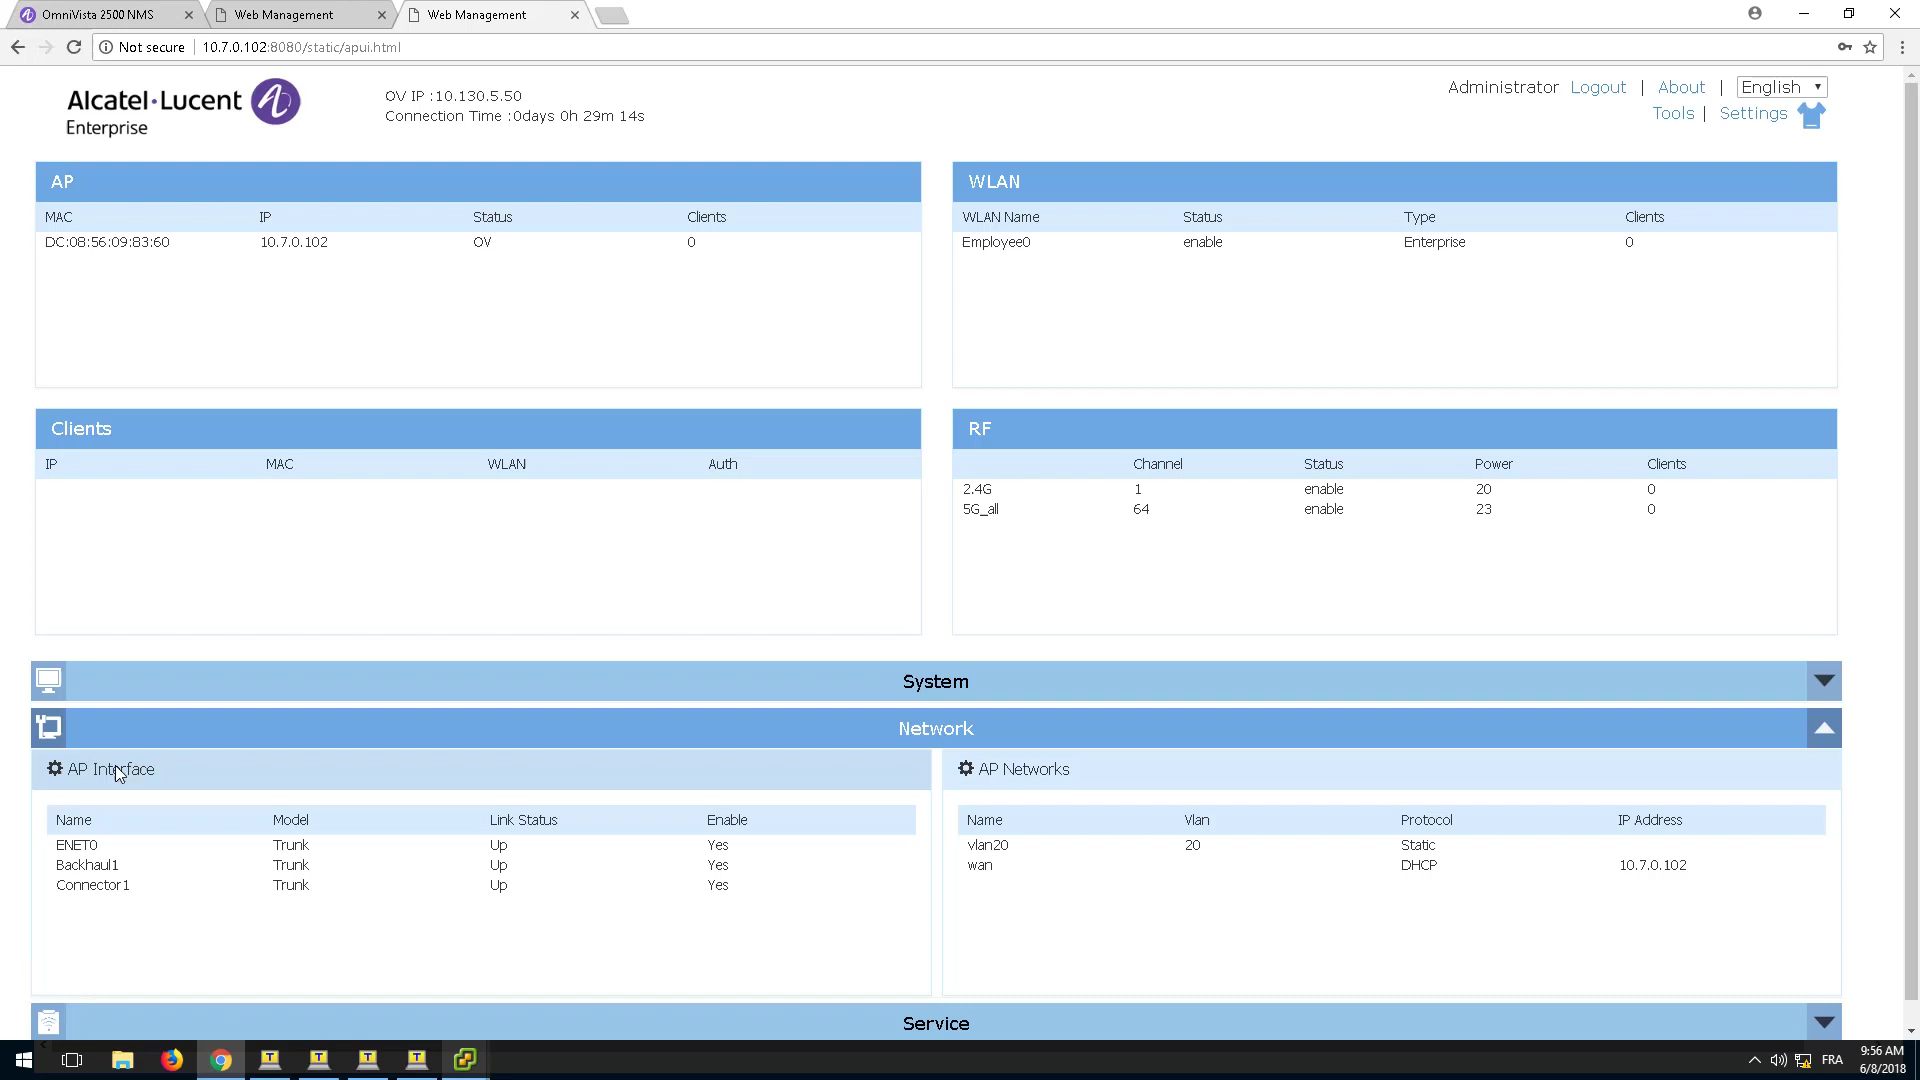 OmniVista 2500 NMS
Web Management
Web Management
Not secure 10.7.0.102:8080/static/apui.html
Alcatel·Lucent
Enterprise
OV IP :10.130.5.50
Connection Time :0days 0h 29m 14s
Administrator Logout | About | English
Tools | Settings
AP
MAC IP Status Clients
DC:08:56:09:83:60 10.7.0.102 OV 0
WLAN
WLAN Name Status Type Clients
Employee0 enable Enterprise 0
Clients
IP MAC WLAN Auth
RF
Channel Status Power Clients
2.4G 1 enable 20 0
5G_all 64 enable 23 0
System
Network
AP Interface
Name Model Link Status Enable
ENET0 Trunk Up Yes
Backhaul1 Trunk Up Yes
Connector1 Trunk Up Yes
AP Networks
Name Vlan Protocol IP Address
vlan20 20 Static
wan DHCP 10.7.0.102
Service
FRA
9:56 AM
6/8/2018